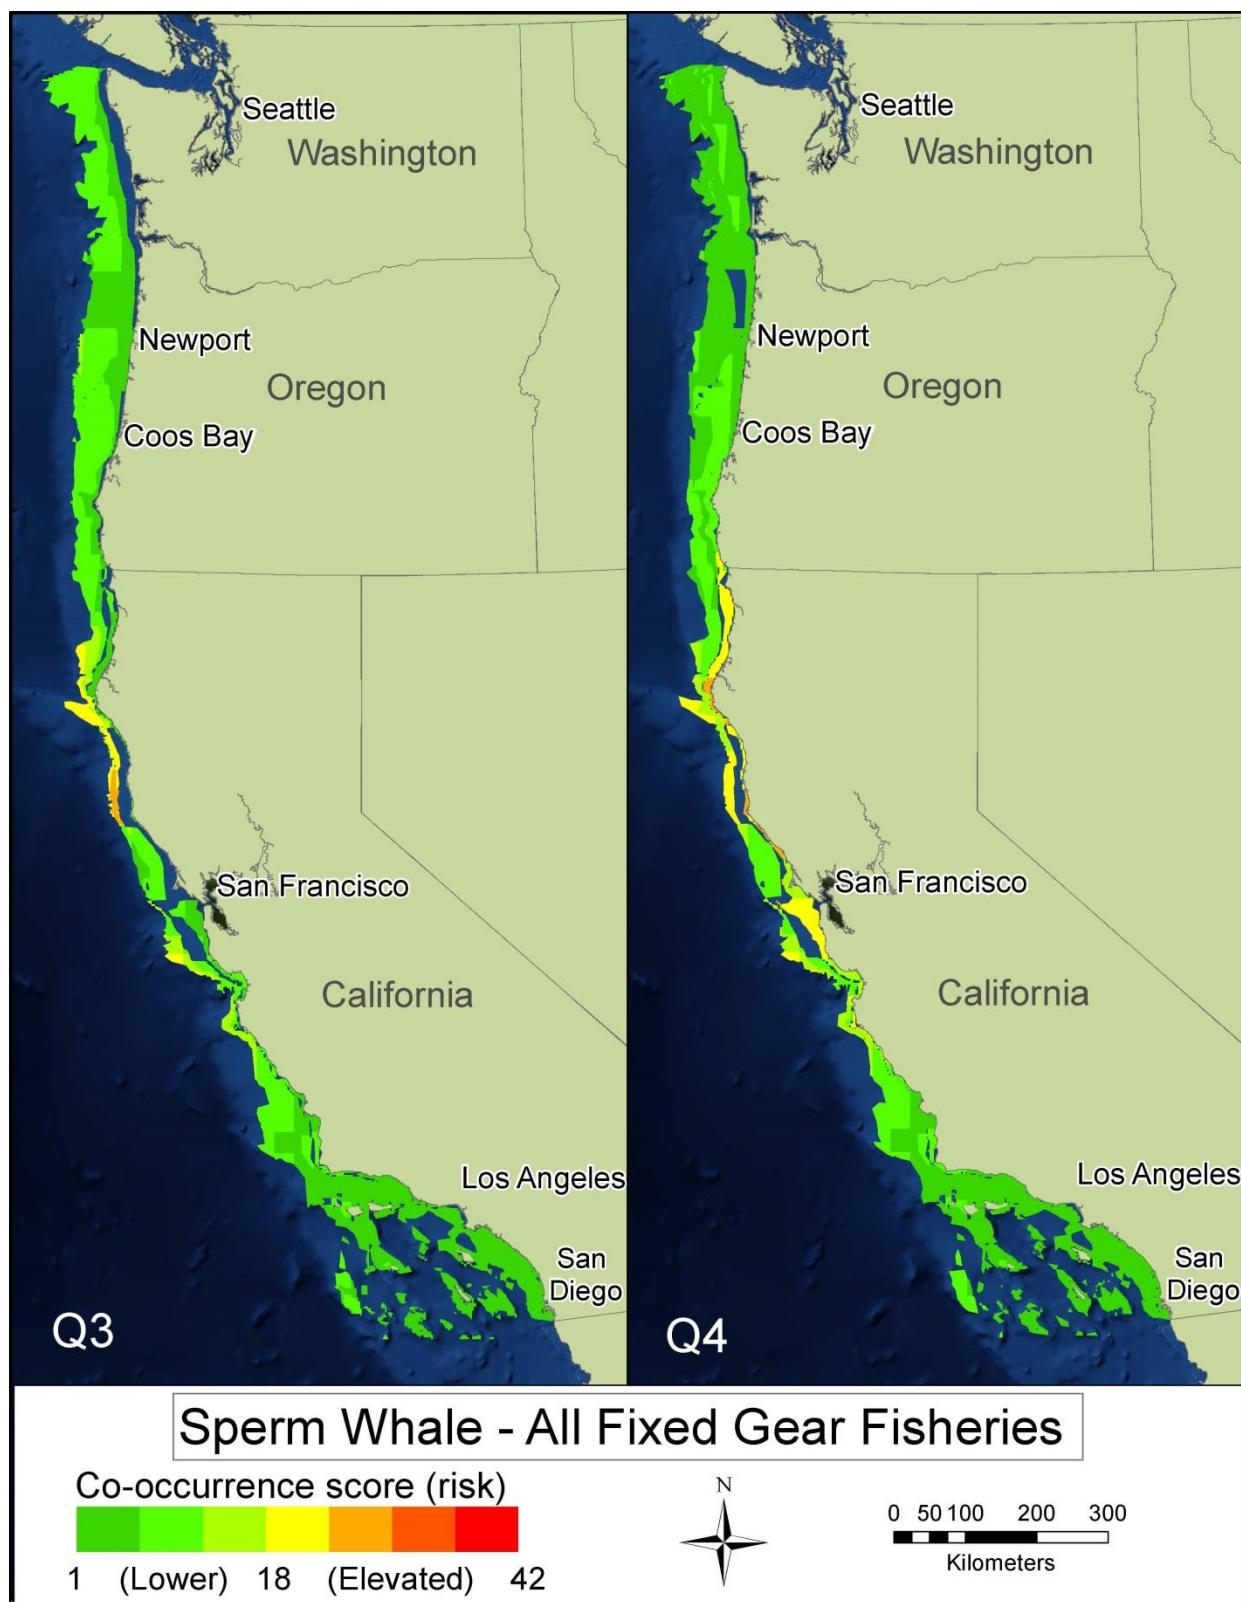 Seattle
Washington
Newport
Oregon
Coos Bay
San Francisco
California
Los Angeles
San
Diego
Q3
Seattle
Washington
Newport
Oregon
Coos Bay
San Francisco
California
Los Angeles
San
Diego
Q4
Sperm Whale - All Fixed Gear Fisheries
Co-occurrence score (risk)
1 (Lower) 18 (Elevated) 42
N
0 50 100 200 300
Kilometers